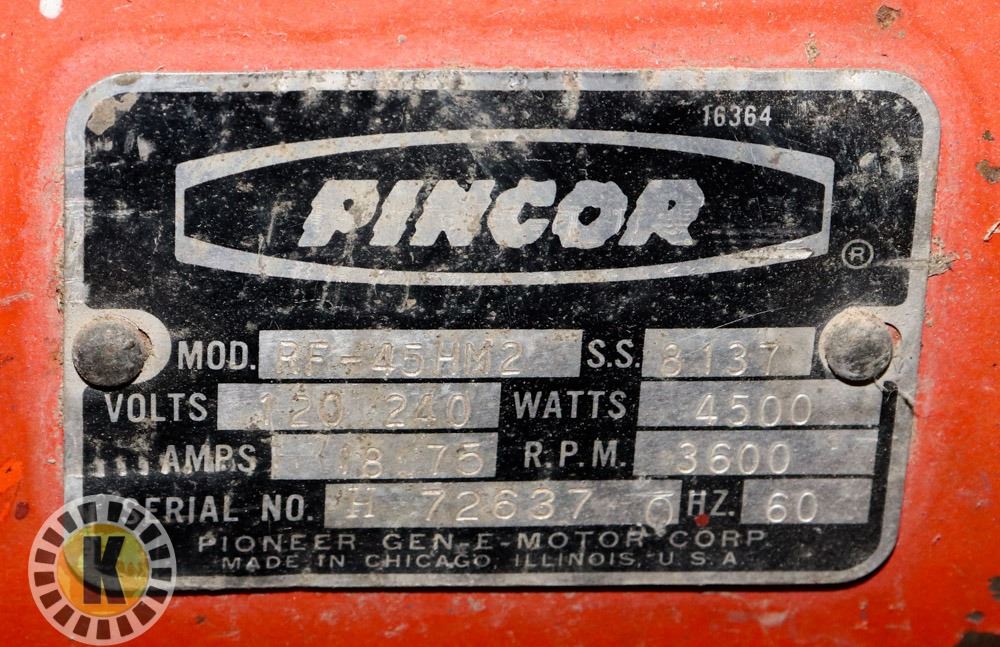 16364
PINCOR
®
MOD. RF-45HM2 S.S. 8137
VOLTS 120 240 WATTS 4500
AMPS 18.75 R.P.M. 3600
SERIAL NO. H 72637 HZ. 60
PIONEER GEN-E-MOTOR CORP
MADE IN CHICAGO, ILLINOIS, U.S.A.
K